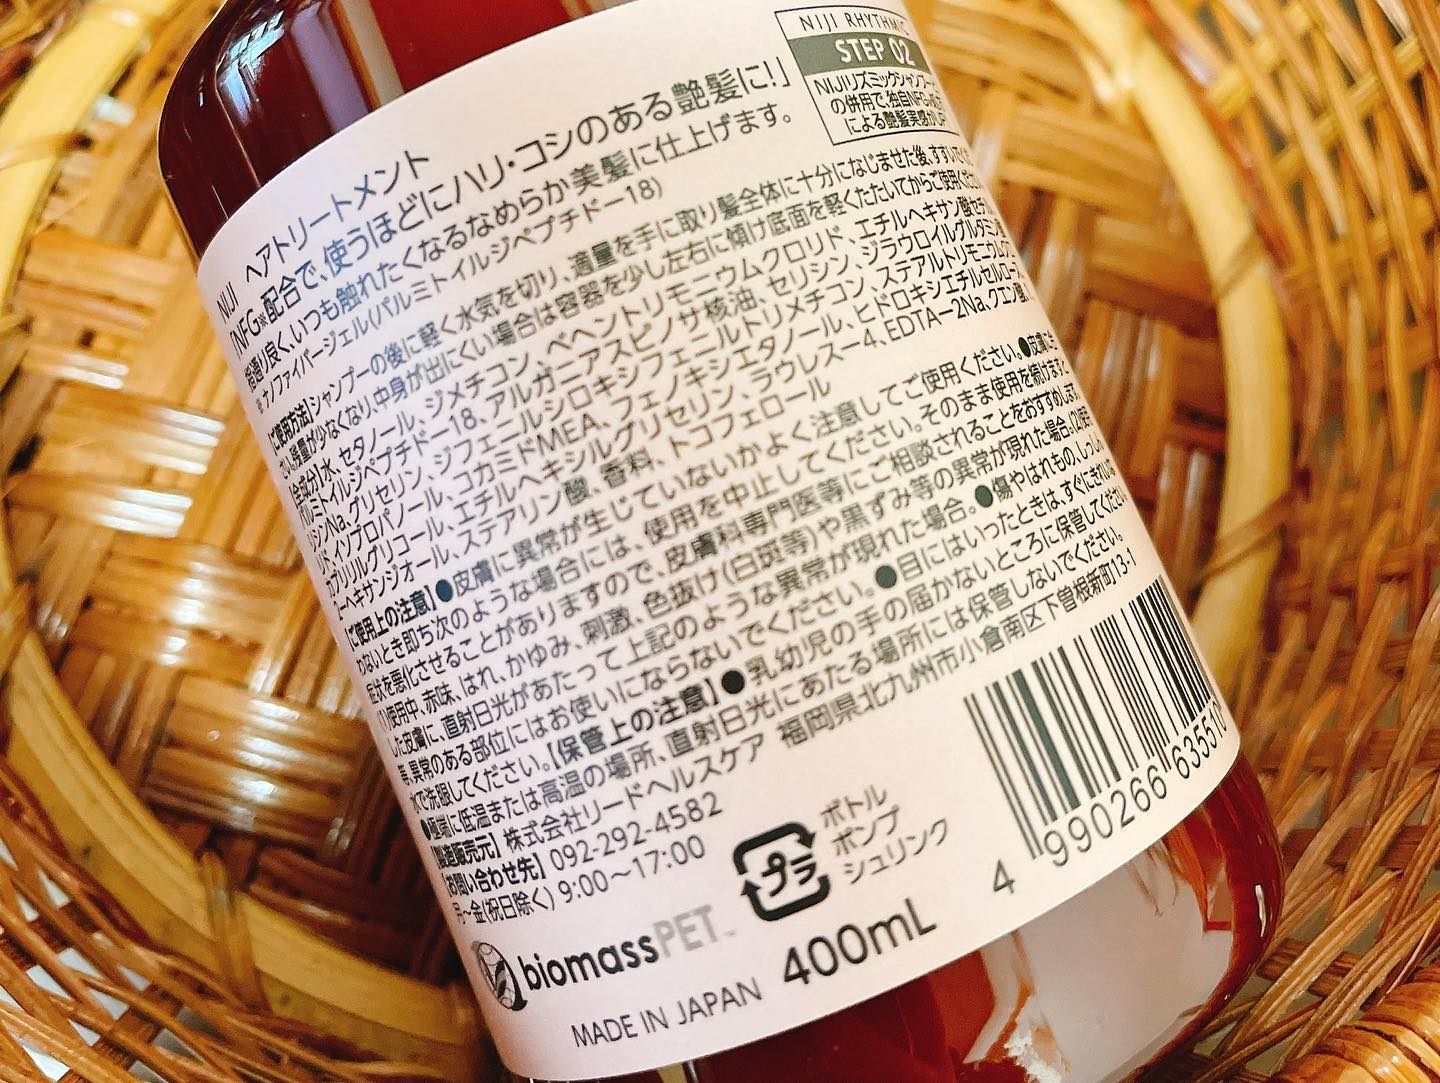 NIJI RHYTHMIC
STEP 02
NIJIリズミックシャンプー
の併用で、独自NFG
による艶髪実感が
NIJI ヘアトリートメント
「NFG※配合で、使うほどにハリ・コシのある艶髪に!」
指通り良く、いつも触れたくなるなめらか美髪に仕上げます。
※ナノファイバージェル(パルミトイルジペプチドー18)
【ご使用方法】シャンプーの後に軽く水気を切り、適量を手に取り髪全体に十分になじませた後、すすいでくだ
さい。残量が少なくなり、中身が出にくい場合は容器を少し左右に傾け底面を軽くたたいてからご使用ください
【全成分】水、セタノール、ジメチコン、ベヘントリモニウムクロリド、エチルヘキサン酸セテ
パルミトイルジペプチドー18、アルガニアスピノサ核油、セリシン、ジラウロイルグルタミン酸
リシンNa、グリセリン、ジフェニルシロキシフェニルトリメチコン、ステアルトリモニウムク
ド、イソプロパノール、コカミドMEA、フェノキシエタノール、ヒドロキシエチルセルロース
カプリリルグリコール、エチルヘキシルグリセリン、ラウレスー4、EDTAー2Na、クエン酸、
2ーヘキサンジオール、ステアリン酸、香料、トコフェロール
【ご使用上の注意】●皮膚に異常が生じていないかよく注意してご使用ください。●皮膚に合
わないとき即ち次のような場合には、使用を中止してください。そのまま使用を続けますと
症状を悪化させることがありますので、皮膚科専門医等にご相談されることをおすすめします。
(1)使用中、赤味、はれ、かゆみ、刺激、色抜け(白斑等)や黒ずみ等の異常が現れた場合。(2)使用
した皮膚に、直射日光があたって上記のような異常が現れた場合。●傷やはれもの、しっしん
等、異常のある部位にはお使いにならないでください。●目にはいったときは、すぐにきれいな
水で洗眼してください。【保管上の注意】●乳幼児の手の届かないところに保管してください。
●極端に低温または高温の場所、直射日光にあたる場所には保管しないでください。
【製造販売元】株式会社リードヘルスケア 福岡県北九州市小倉南区下曽根新町13-1
【お問い合わせ先】092-292-4582
月～金(祝日除く) 9:00～17:00
プラ
ボトル
ポンプ
シュリンク
4 990266 63551
biomassPET
MADE IN JAPAN 400mL